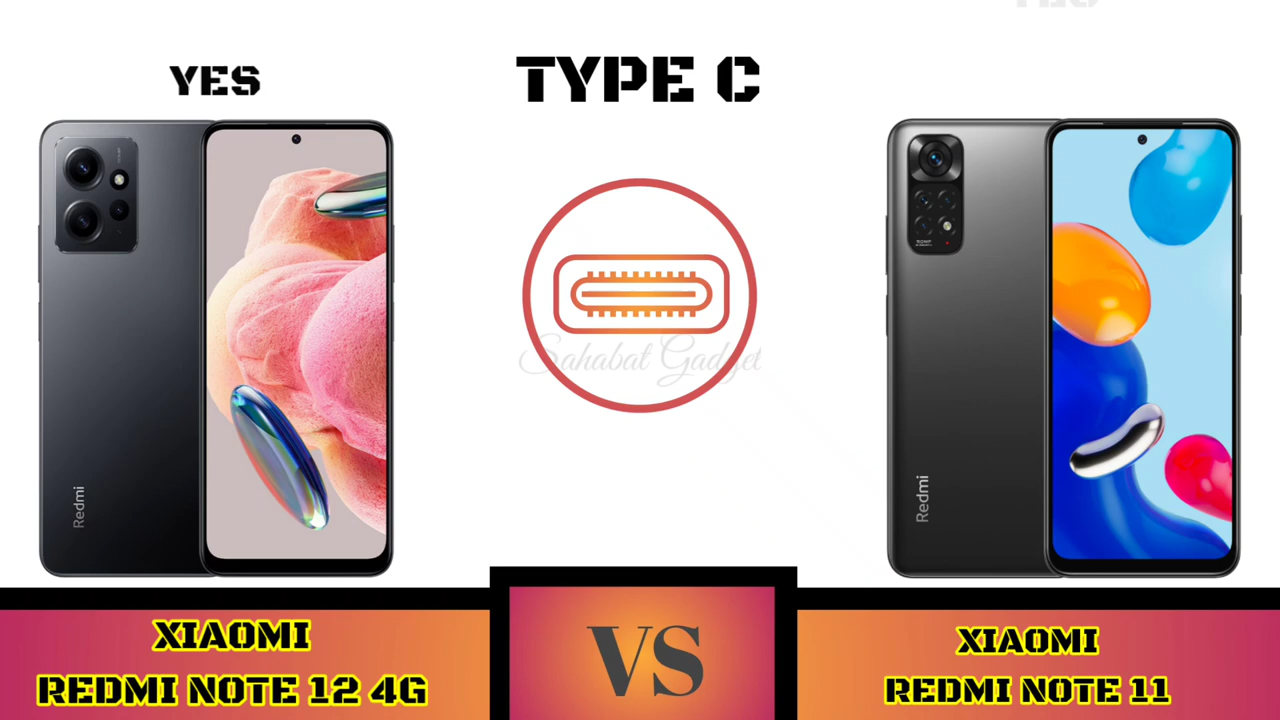 YES
TYPE C
Sahabat Gadget
Redmi
Redmi
XIAOMI
REDMI NOTE 12 4G
VS
XIAOMI
REDMI NOTE 11